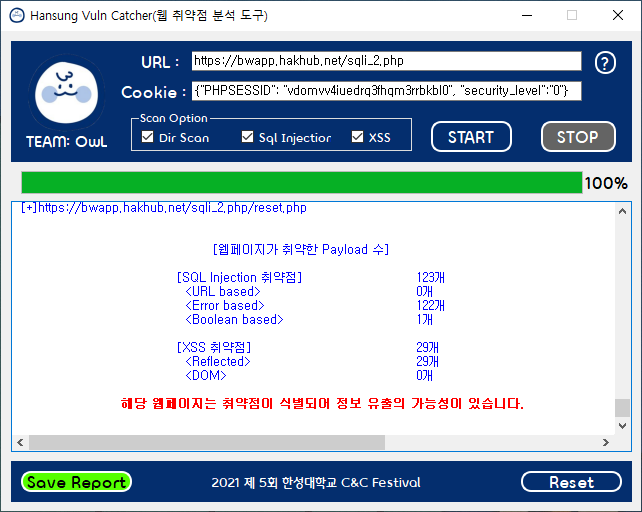 Hansung Vuln Catcher(웹 취약점 분석 도구)
URL : https://bwapp.hakhub.net/sqli_2.php ?
Cookie : {"PHPSESSID": "vdomvv4iuedrq3fhqm3rrbkbl0", "security_level":"0"}
TEAM: OwL
Scan Option
Dir Scan Sql Injectior XSS
START STOP
100%
[+]https://bwapp.hakhub.net/sqli_2.php/reset.php
[웹페이지가 취약한 Payload 수]
[SQL Injection 취약점] 123개
<URL based> 0개
<Error based> 122개
<Boolean based> 1개
[XSS 취약점] 29개
<Reflected> 29개
<DOM> 0개
해당 웹페이지는 취약점이 식별되어 정보 유출의 가능성이 있습니다.
Save Report 2021 제 5회 한성대학교 C&C Festival Reset